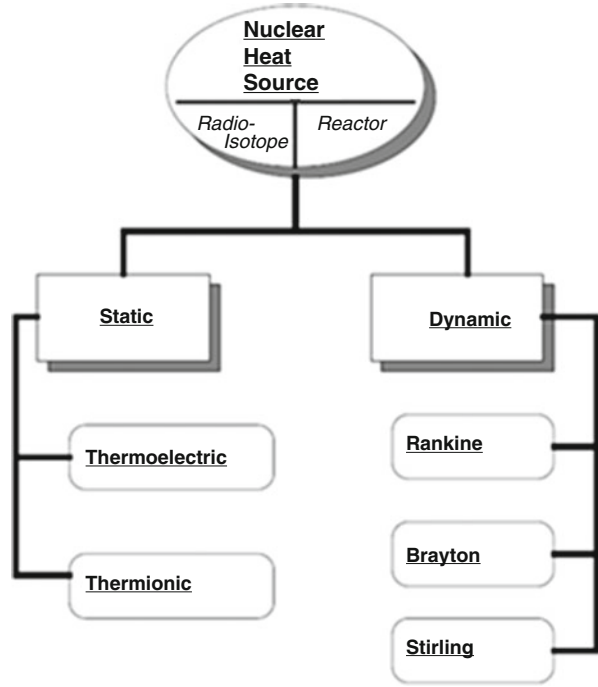 Nuclear
Heat
Source
Radio-
Isotope
Reactor
Static
Dynamic
Thermoelectric
Rankine
Thermionic
Brayton
Stirling